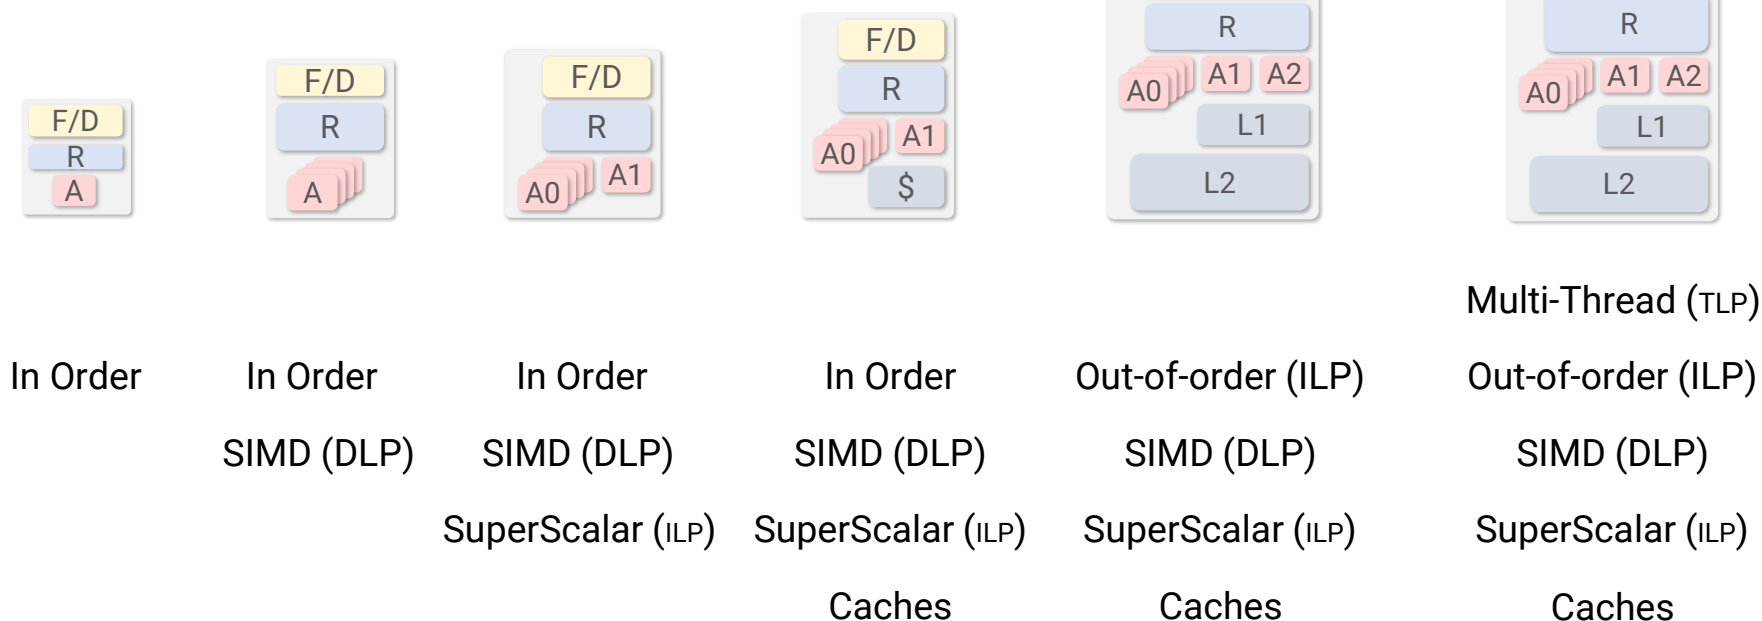 F/D
R
A
F/D
R
A
F/D
R
A0 A1
F/D
R
A0 A1
$
R
A0 A1 A2
L1
L2
R
A0 A1 A2
L1
L2
Multi-Thread (TLP)
In Order In Order In Order In Order Out-of-order (ILP) Out-of-order (ILP)
SIMD (DLP) SIMD (DLP) SIMD (DLP) SIMD (DLP) SIMD (DLP)
SuperScalar (ILP) SuperScalar (ILP) SuperScalar (ILP) SuperScalar (ILP)
Caches Caches Caches